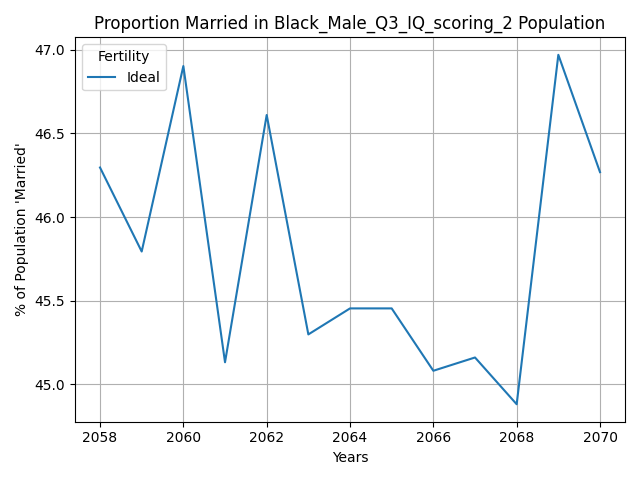 Proportion Married in Black_Male_Q3_IQ_scoring_2 Population
Fertility
Ideal
% of Population 'Married'
47.0
46.5
46.0
45.5
45.0
2058 2060 2062 2064 2066 2068 2070
Years